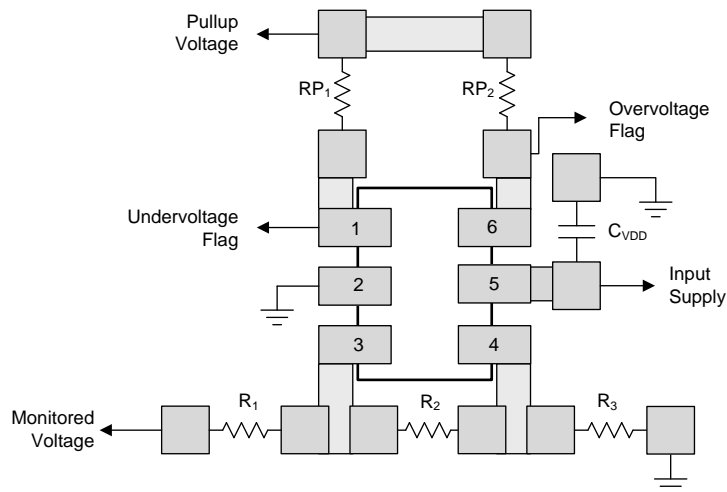 Pullup
Voltage
RP1
RP2
Overvoltage
Flag
Undervoltage
Flag
1
6
CVDD
2
5
Input
Supply
3
4
Monitored
Voltage
R1
R2
R3